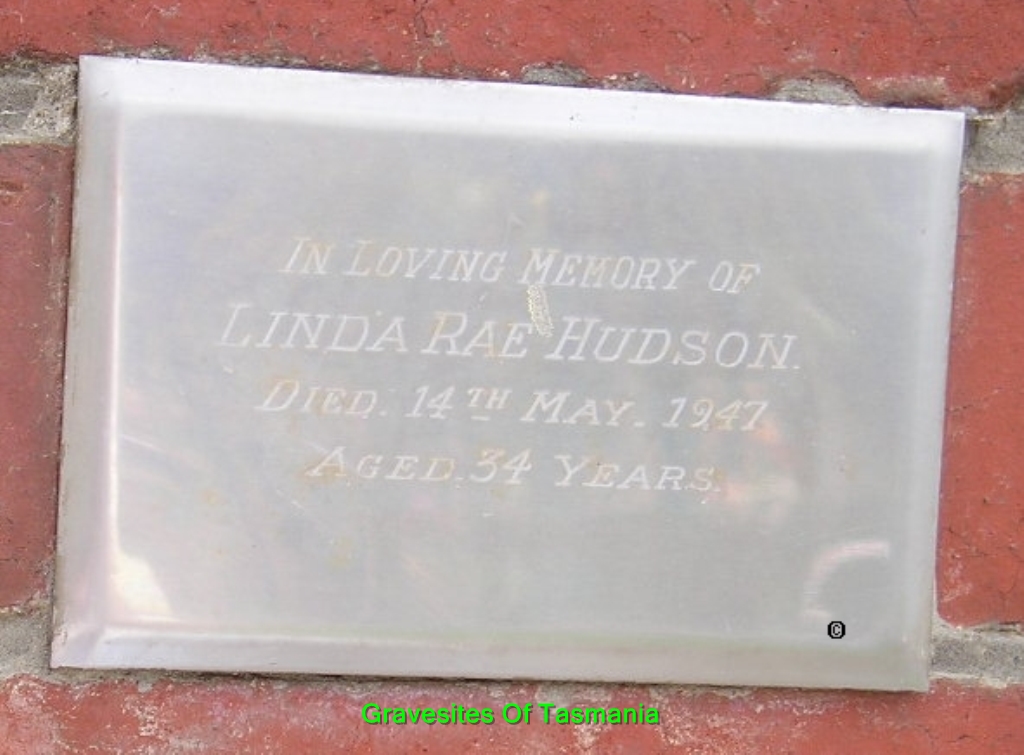 IN LOVING MEMORY OF
LINDA RAE HUDSON.
DIED. 14TH MAY. 1947
AGED. 34 YEARS.
©
Gravesites Of Tasmania